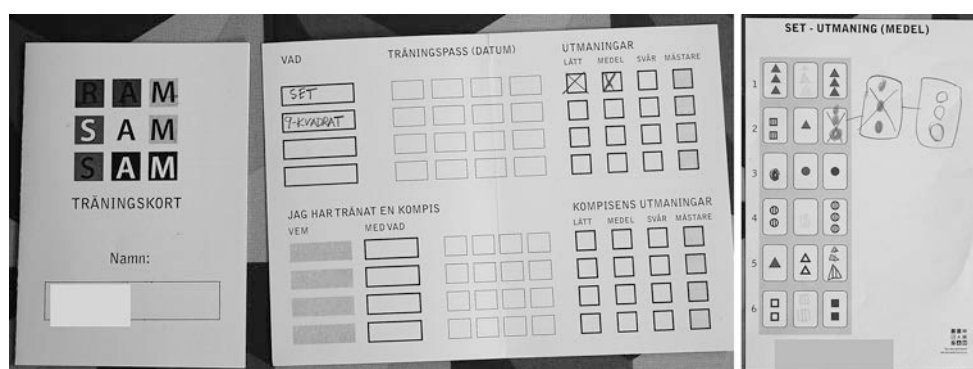 RAM
SAM
SAM
TRÄNINGSKORT
Namn:
VAD
TRÄNINGSPASS (DATUM)
UTMANINGAR
LÄTT MEDEL SVÅR MÄSTARE
SET
9-KVADRAT
JAG HAR TRÄNAT EN KOMPIS
VEM
MED VAD
KOMPISENS UTMANINGAR
LÄTT MEDEL SVÅR MÄSTARE
SET - UTMANING (MEDEL)
1
2
3
4
5
6